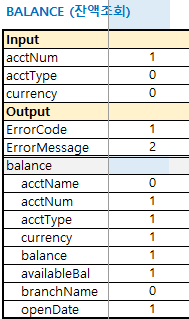 BALANCE (잔액조회)
Input
acctNum 1
acctType 0
currency 0
Output
ErrorCode 1
ErrorMessage 2
balance
acctName 0
acctNum 1
acctType 1
currency 1
balance 1
availableBal 1
branchName 0
openDate 1